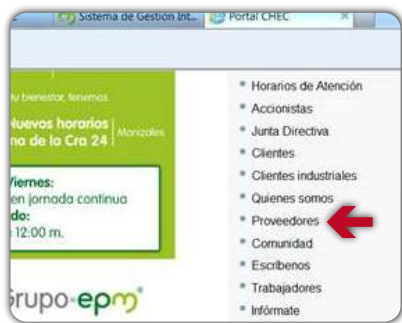 Sistema de Gestión Int...
Portal CHEC
tu bienestar, tenemos
Nuevos horarios
na de la Cra 24
Manizales
Viernes:
en jornada continua
do:
12:00 m.
Grupo·epm®
* Horarios de Atención
* Accionistas
* Junta Directiva
* Clientes
* Clientes industriales
* Quienes somos
* Proveedores
* Comunidad
* Escríbenos
* Trabajadores
* Infórmate